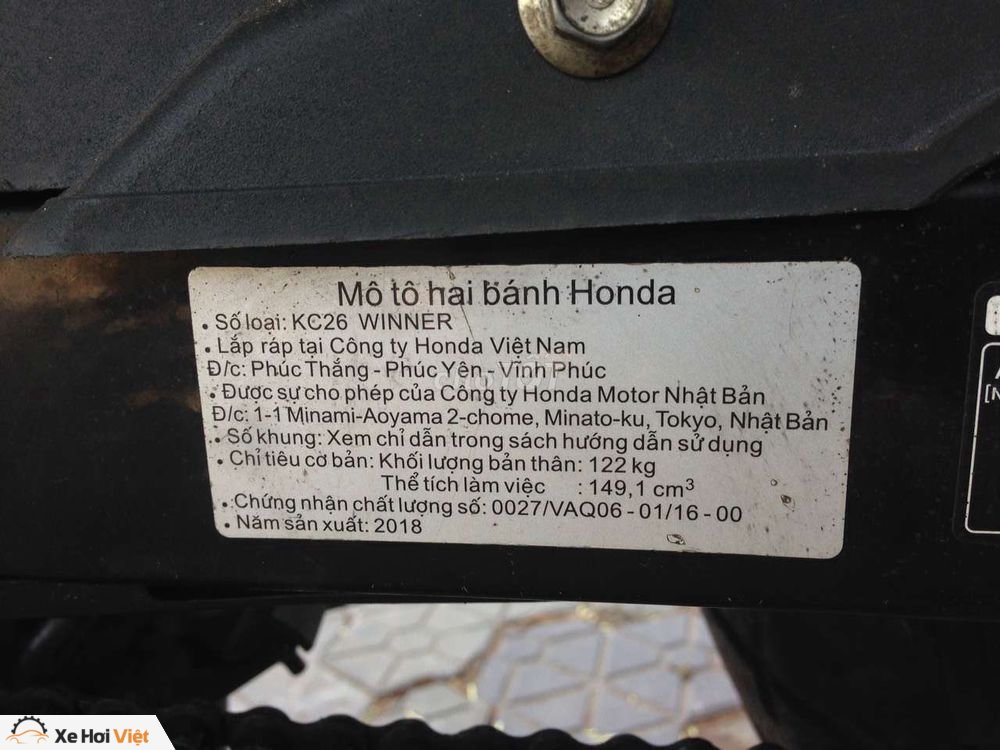 Mô tô hai bánh Honda
• Số loại: KC26 WINNER
• Lắp ráp tại Công ty Honda Việt Nam
Đ/c: Phúc Thắng - Phúc Yên - Vĩnh Phúc
• Được sự cho phép của Công ty Honda Motor Nhật Bản
Đ/c: 1-1 Minami-Aoyama 2-chome, Minato-ku, Tokyo, Nhật Bản
• Số khung: Xem chỉ dẫn trong sách hướng dẫn sử dụng
• Chỉ tiêu cơ bản: Khối lượng bản thân: 122 kg
Thể tích làm việc : 149,1 cm³
• Chứng nhận chất lượng số: 0027/VAQ06 - 01/16 - 00
• Năm sản xuất: 2018
Xe Hơi Việt